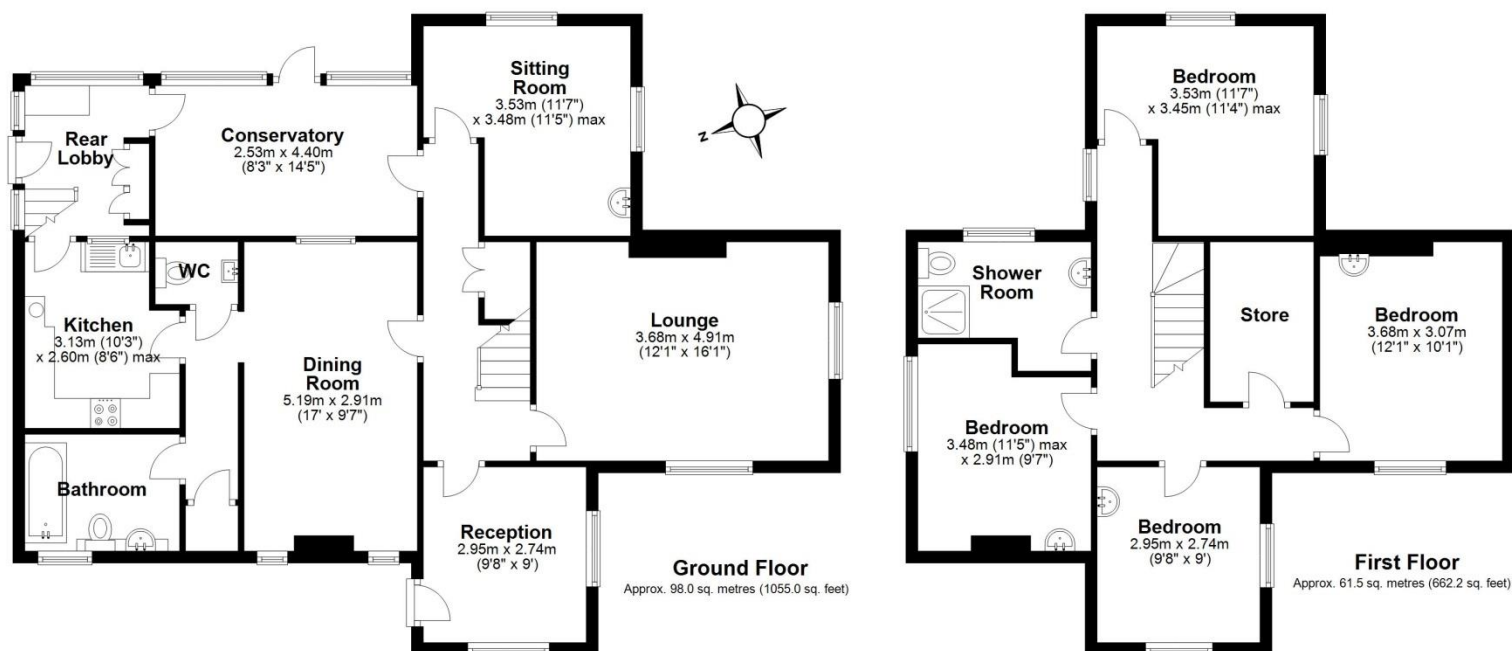 Sitting
Room
3.53m (11'7")
x 3.48m (11'5") max
Rear
Lobby
Conservatory
2.53m x 4.40m
(8'3" x 14'5")
N
WC
Kitchen
3.13m (10'3")
x 2.60m (8'6") max
Dining
Room
5.19m x 2.91m
(17' x 9'7")
Lounge
3.68m x 4.91m
(12'1" x 16'1")
Bathroom
Reception
2.95m x 2.74m
(9'8" x 9')
Ground Floor
Approx. 98.0 sq. metres (1055.0 sq. feet)
Bedroom
3.53m (11'7")
x 3.45m (11'4") max
Shower
Room
Store
Bedroom
3.68m x 3.07m
(12'1" x 10'1")
Bedroom
3.48m (11'5") max
x 2.91m (9'7")
Bedroom
2.95m x 2.74m
(9'8" x 9')
First Floor
Approx. 61.5 sq. metres (662.2 sq. feet)